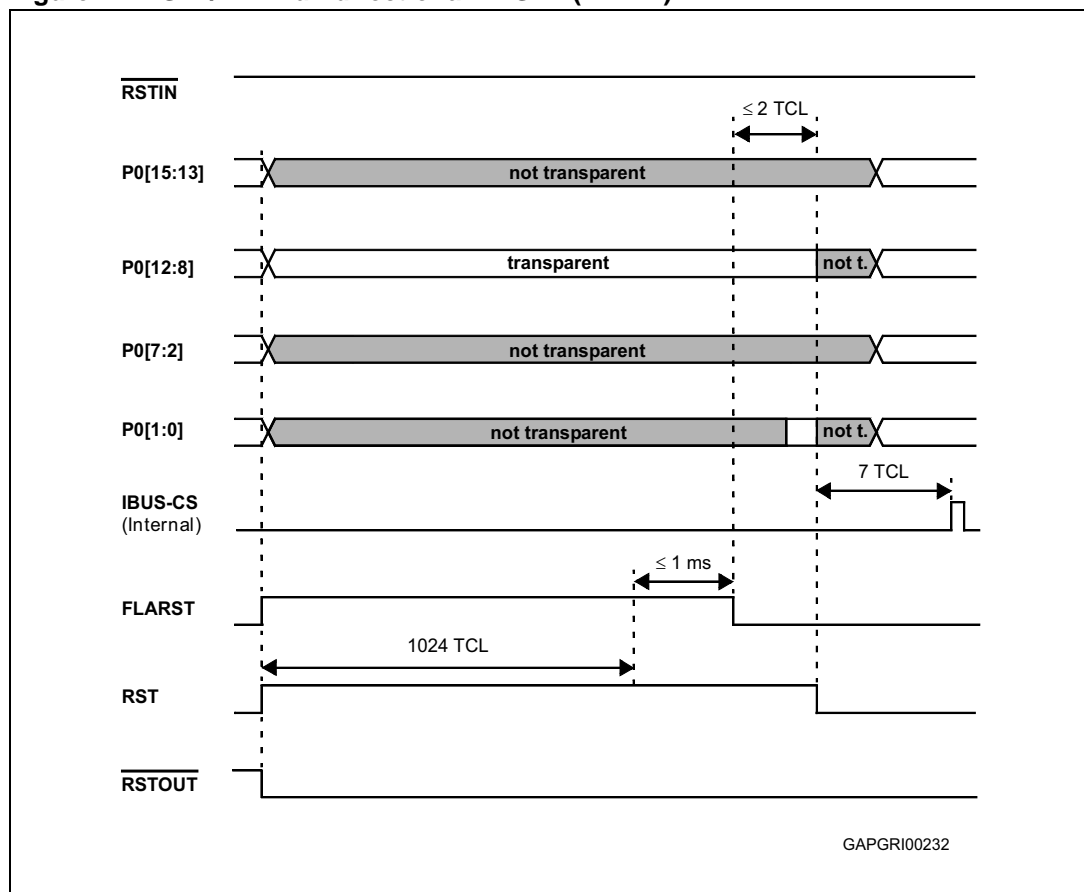 RSTIN
≤ 2 TCL
P0[15:13]
not transparent
P0[12:8]
transparent
not t.
P0[7:2]
not transparent
P0[1:0]
not transparent
not t.
7 TCL
IBUS-CS
(Internal)
≤ 1 ms
FLARST
1024 TCL
RST
RSTOUT
GAPGRI00232